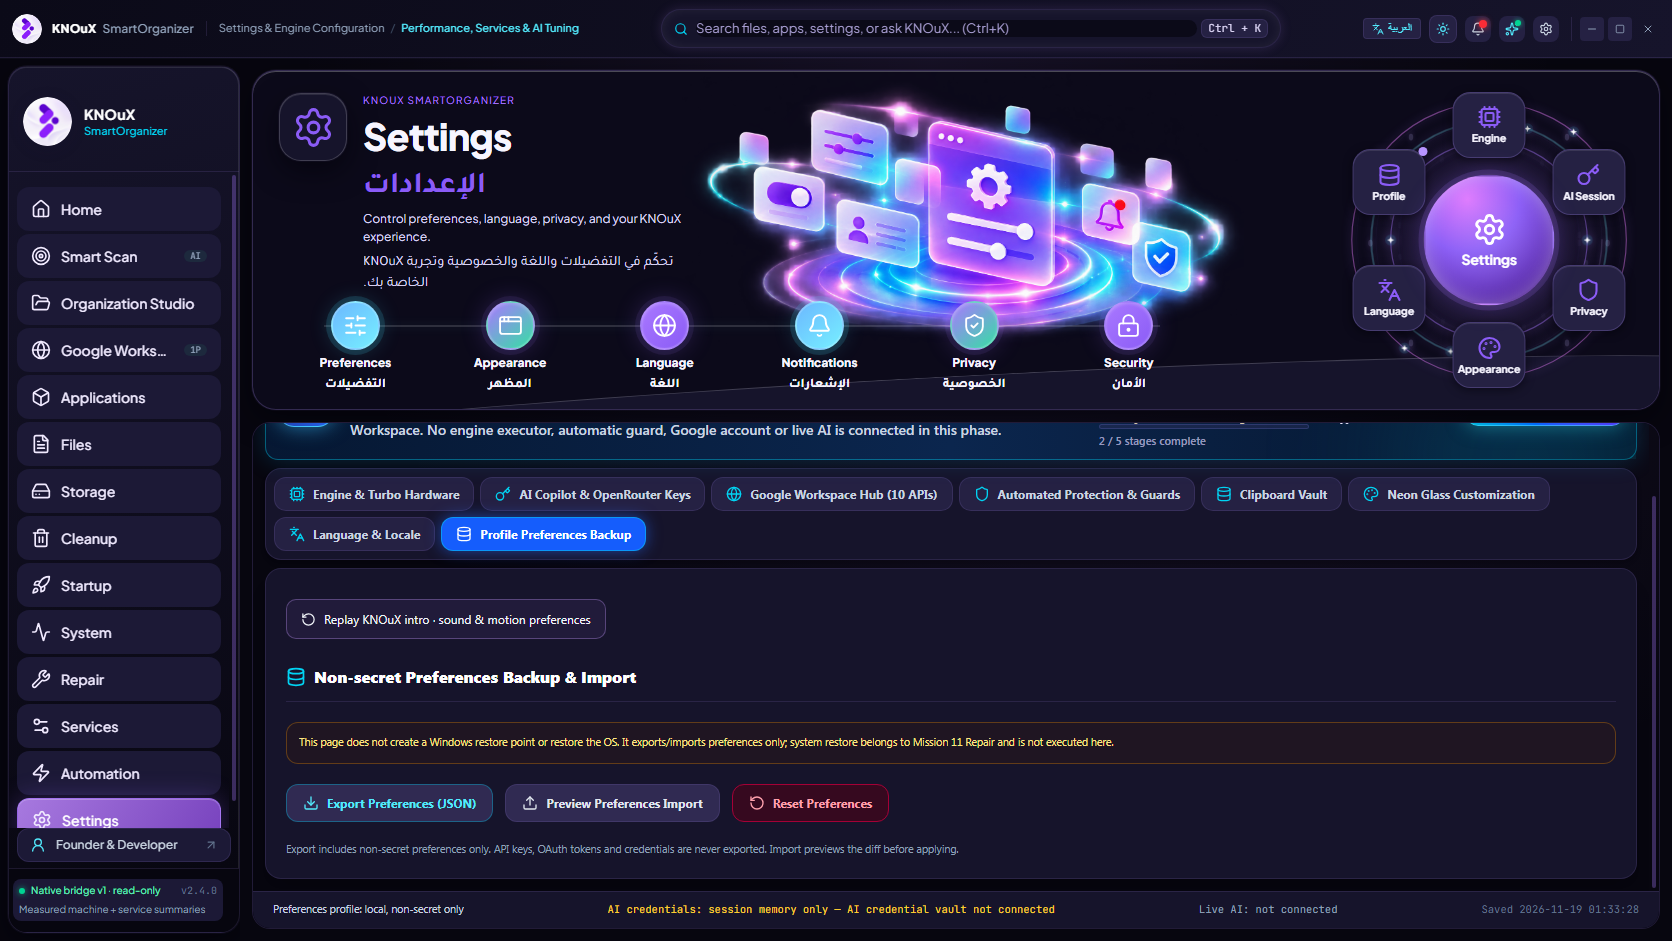 KNOuX SmartOrganizer
Settings & Engine Configuration / Performance, Services & AI Tuning
Search files, apps, settings, or ask KNOuX... (Ctrl+K)
Ctrl + K
العربية
KNOuX
SmartOrganizer
Home
Smart Scan AI
Organization Studio
Google Works... 1P
Applications
Files
Storage
Cleanup
Startup
System
Repair
Services
Automation
Settings
Founder & Developer
Native bridge v1 · read-only v2.4.0
Measured machine + service summaries
KNOUX SMARTORGANIZER
Settings
الإعدادات
Control preferences, language, privacy, and your KNOuX
experience.
تحكّم في التفضيلات واللغة والخصوصية وتجربة KNOuX
الخاصة بك.
Preferences
التفضيلات
Appearance
المظهر
Language
اللغة
Notifications
الإشعارات
Privacy
الخصوصية
Security
الأمان
Engine
Profile
AI Session
Settings
Language
Privacy
Appearance
Workspace. No engine executor, automatic guard, Google account or live AI is connected in this phase.
2 / 5 stages complete
Engine & Turbo Hardware
AI Copilot & OpenRouter Keys
Google Workspace Hub (10 APIs)
Automated Protection & Guards
Clipboard Vault
Neon Glass Customization
Language & Locale
Profile Preferences Backup
Replay KNOuX intro · sound & motion preferences
Non-secret Preferences Backup & Import
This page does not create a Windows restore point or restore the OS. It exports/imports preferences only; system restore belongs to Mission 11 Repair and is not executed here.
Export Preferences (JSON)
Preview Preferences Import
Reset Preferences
Export includes non-secret preferences only. API keys, OAuth tokens and credentials are never exported. Import previews the diff before applying.
Preferences profile: local, non-secret only
AI credentials: session memory only — AI credential vault not connected
Live AI: not connected
Saved 2026-11-19 01:33:28